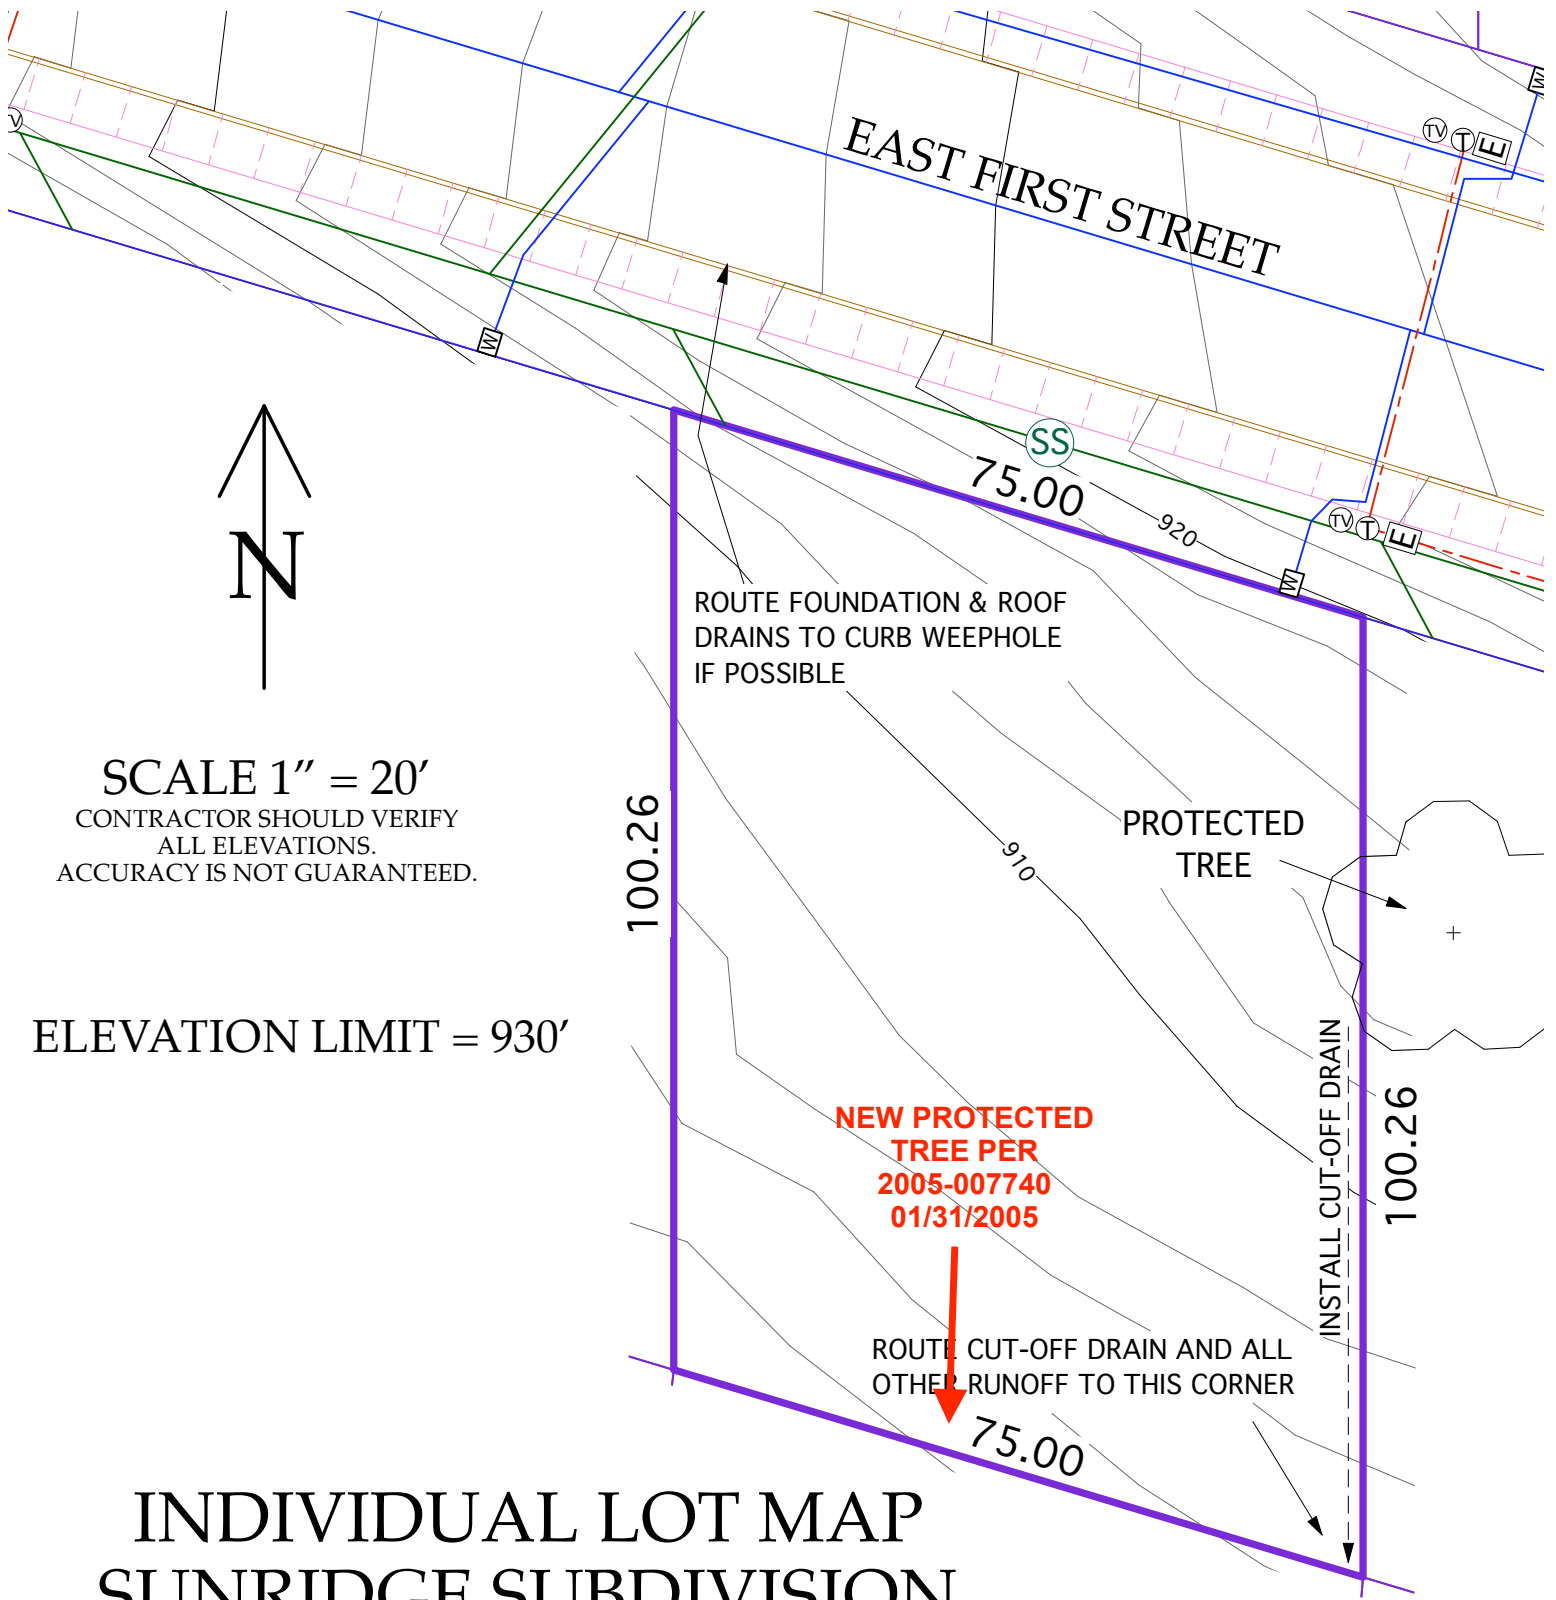 EAST FIRST STREET
TV
T
E
W
TV
W
SS
75.00
920
TV
T
E
W
N
ROUTE FOUNDATION & ROOF
DRAINS TO CURB WEEPHOLE
IF POSSIBLE
SCALE 1" = 20'
CONTRACTOR SHOULD VERIFY
ALL ELEVATIONS.
ACCURACY IS NOT GUARANTEED.
100.26
910
PROTECTED
TREE
ELEVATION LIMIT = 930'
INSTALL CUT-OFF DRAIN
100.26
NEW PROTECTED
TREE PER
2005-007740
01/31/2005
ROUTE CUT-OFF DRAIN AND ALL
OTHER RUNOFF TO THIS CORNER
75.00
INDIVIDUAL LOT MAP
SUNRIDGE SUBDIVISION